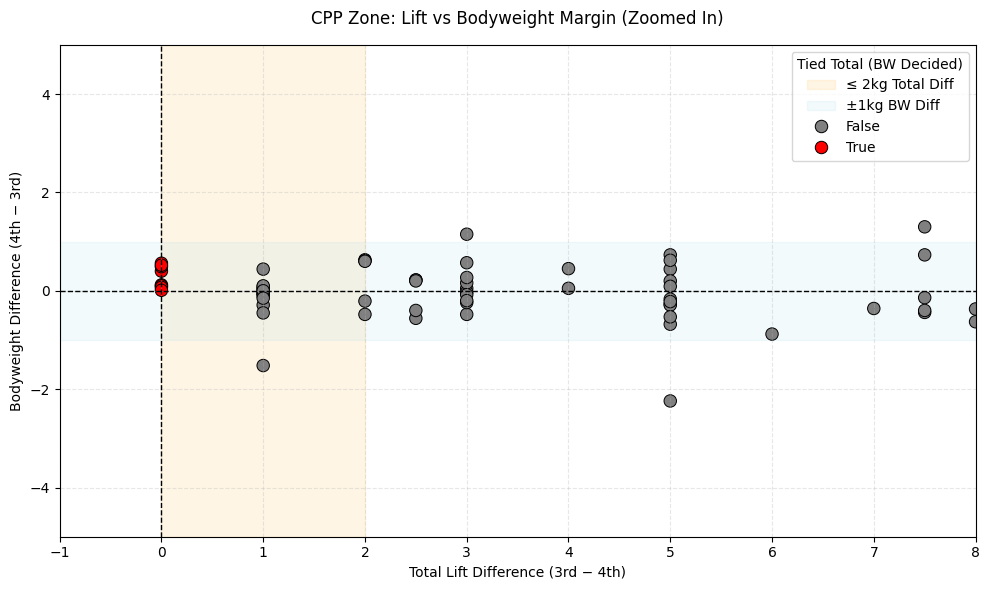 CPP Zone: Lift vs Bodyweight Margin (Zoomed In)
Tied Total (BW Decided)
≤ 2kg Total Diff
±1kg BW Diff
False
True
Bodyweight Difference (4th − 3rd)
4
2
0
−2
−4
−1 0 1 2 3 4 5 6 7 8
Total Lift Difference (3rd − 4th)